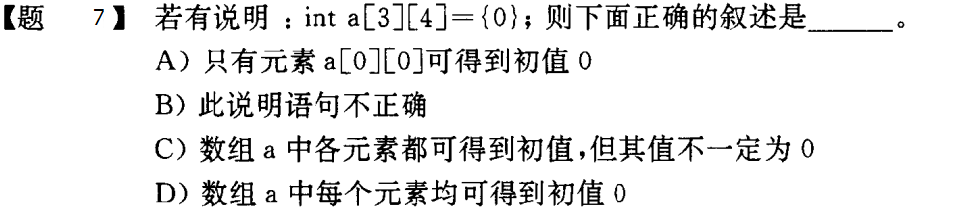 【题　7】 若有说明：int a[3][4]={0}；则下面正确的叙述是______。
A）只有元素 a[0][0]可得到初值 0
B）此说明语句不正确
C）数组 a 中各元素都可得到初值，但其值不一定为 0
D）数组 a 中每个元素均可得到初值 0